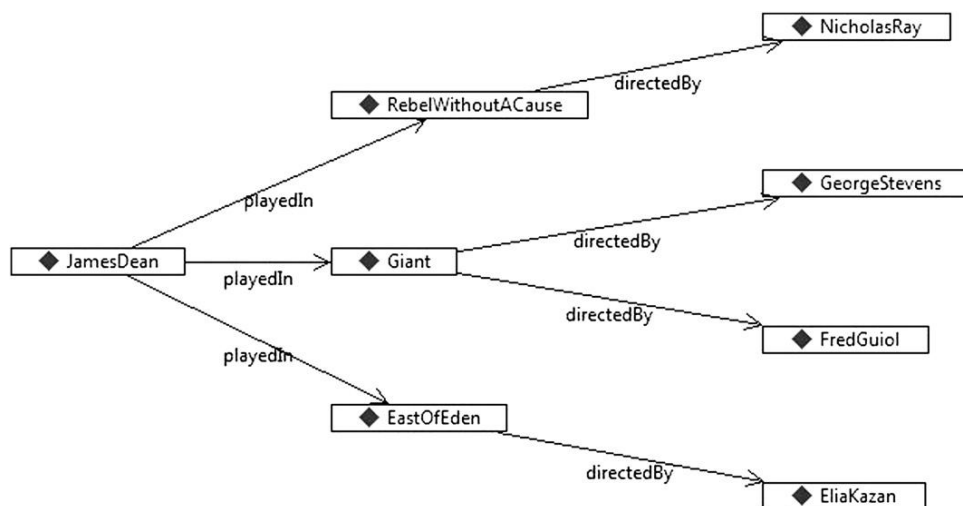 NicholasRay
directedBy
RebelWithoutACause
GeorgeStevens
playedIn
directedBy
JamesDean
playedIn
Giant
directedBy
FredGuiol
playedIn
EastOfEden
directedBy
EliaKazan